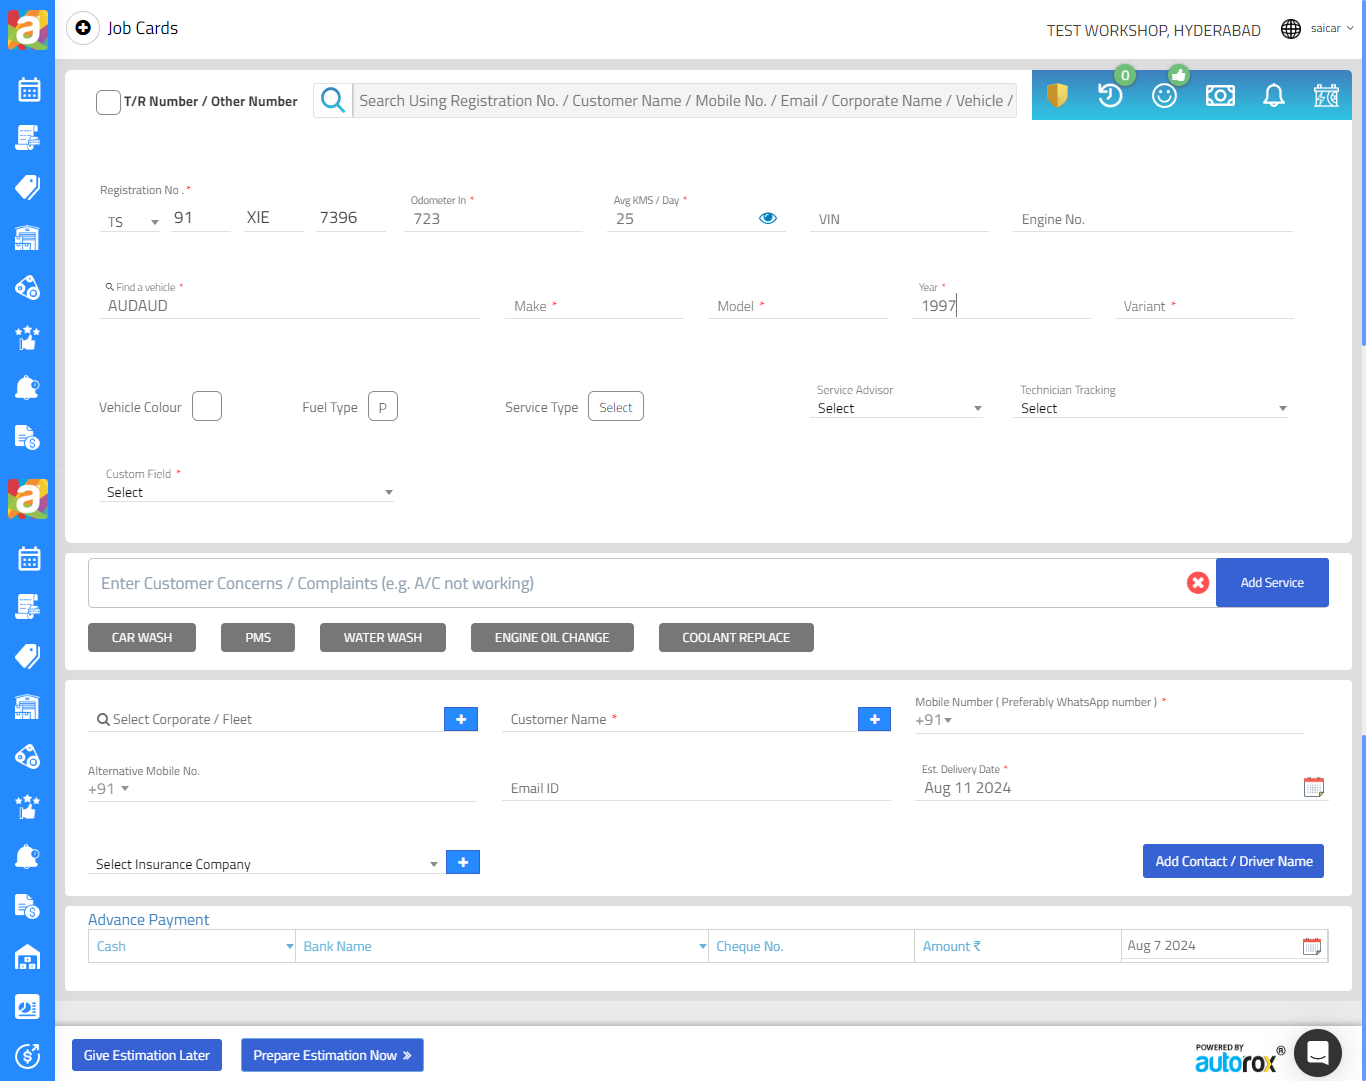 Job Cards
TEST WORKSHOP, HYDERABAD
saicar
T/R Number / Other Number
Search Using Registration No. / Customer Name / Mobile No. / Email / Corporate Name / Vehicle /
0
Registration No . *
TS
91
XIE
7396
Odometer In *
723
Avg KMS / Day *
25
VIN
Engine No.
Find a vehicle *
AUDAUD
Make *
Model *
Year *
1997
Variant *
Vehicle Colour
Fuel Type
P
Service Type
Select
Service Advisor
Select
Technician Tracking
Select
Custom Field *
Select
Enter Customer Concerns / Complaints (e.g. A/C not working)
Add Service
CAR WASH
PMS
WATER WASH
ENGINE OIL CHANGE
COOLANT REPLACE
Select Corporate / Fleet
Customer Name *
Mobile Number ( Preferably WhatsApp number ) *
+91
Alternative Mobile No.
+91
Email ID
Est. Delivery Date *
Aug 11 2024
Select Insurance Company
Add Contact / Driver Name
Advance Payment
Cash
Bank Name
Cheque No.
Amount ₹
Aug 7 2024
Give Estimation Later
Prepare Estimation Now »
POWERED BY
autorox ®